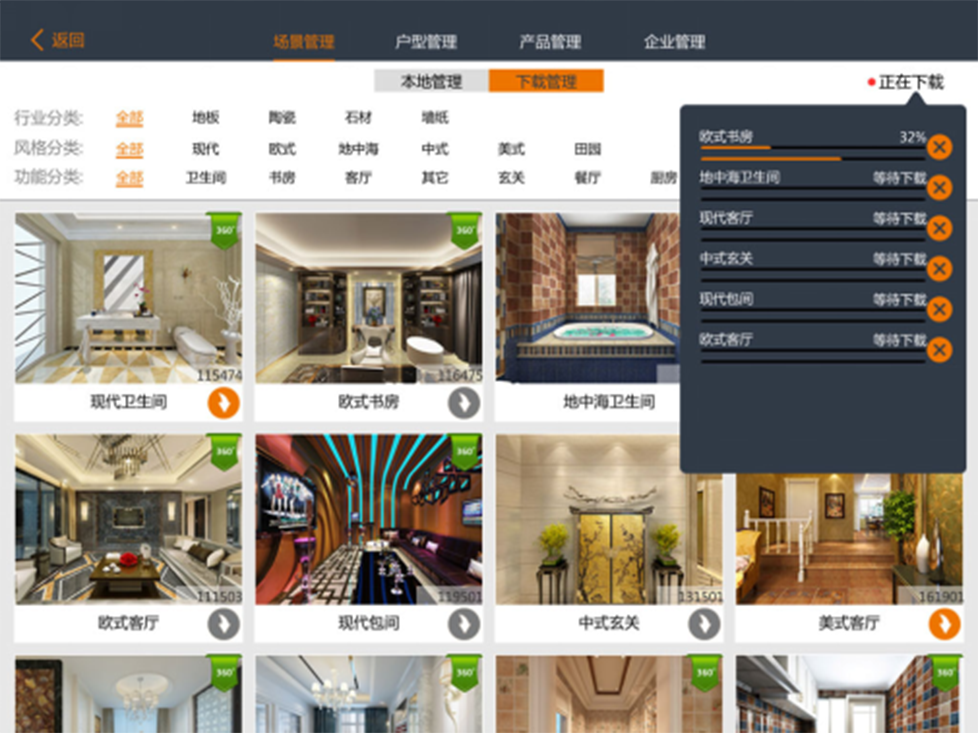 返回 场景管理 户型管理 产品管理 企业管理
本地管理 下载管理 正在下载
行业分类: 全部 地板 陶瓷 石材 墙纸
风格分类: 全部 现代 欧式 地中海 中式 美式 田园
功能分类: 全部 卫生间 书房 客厅 其它 玄关 餐厅 厨房
欧式书房 32%
地中海卫生间 等待下载
现代客厅 等待下载
中式玄关 等待下载
现代包间 等待下载
欧式客厅 等待下载
360° 360°
115474 116475
现代卫生间 欧式书房 地中海卫生间
360° 360°
111503 119501 131501 161901
欧式客厅 现代包间 中式玄关 美式客厅
360° 360° 360° 360°